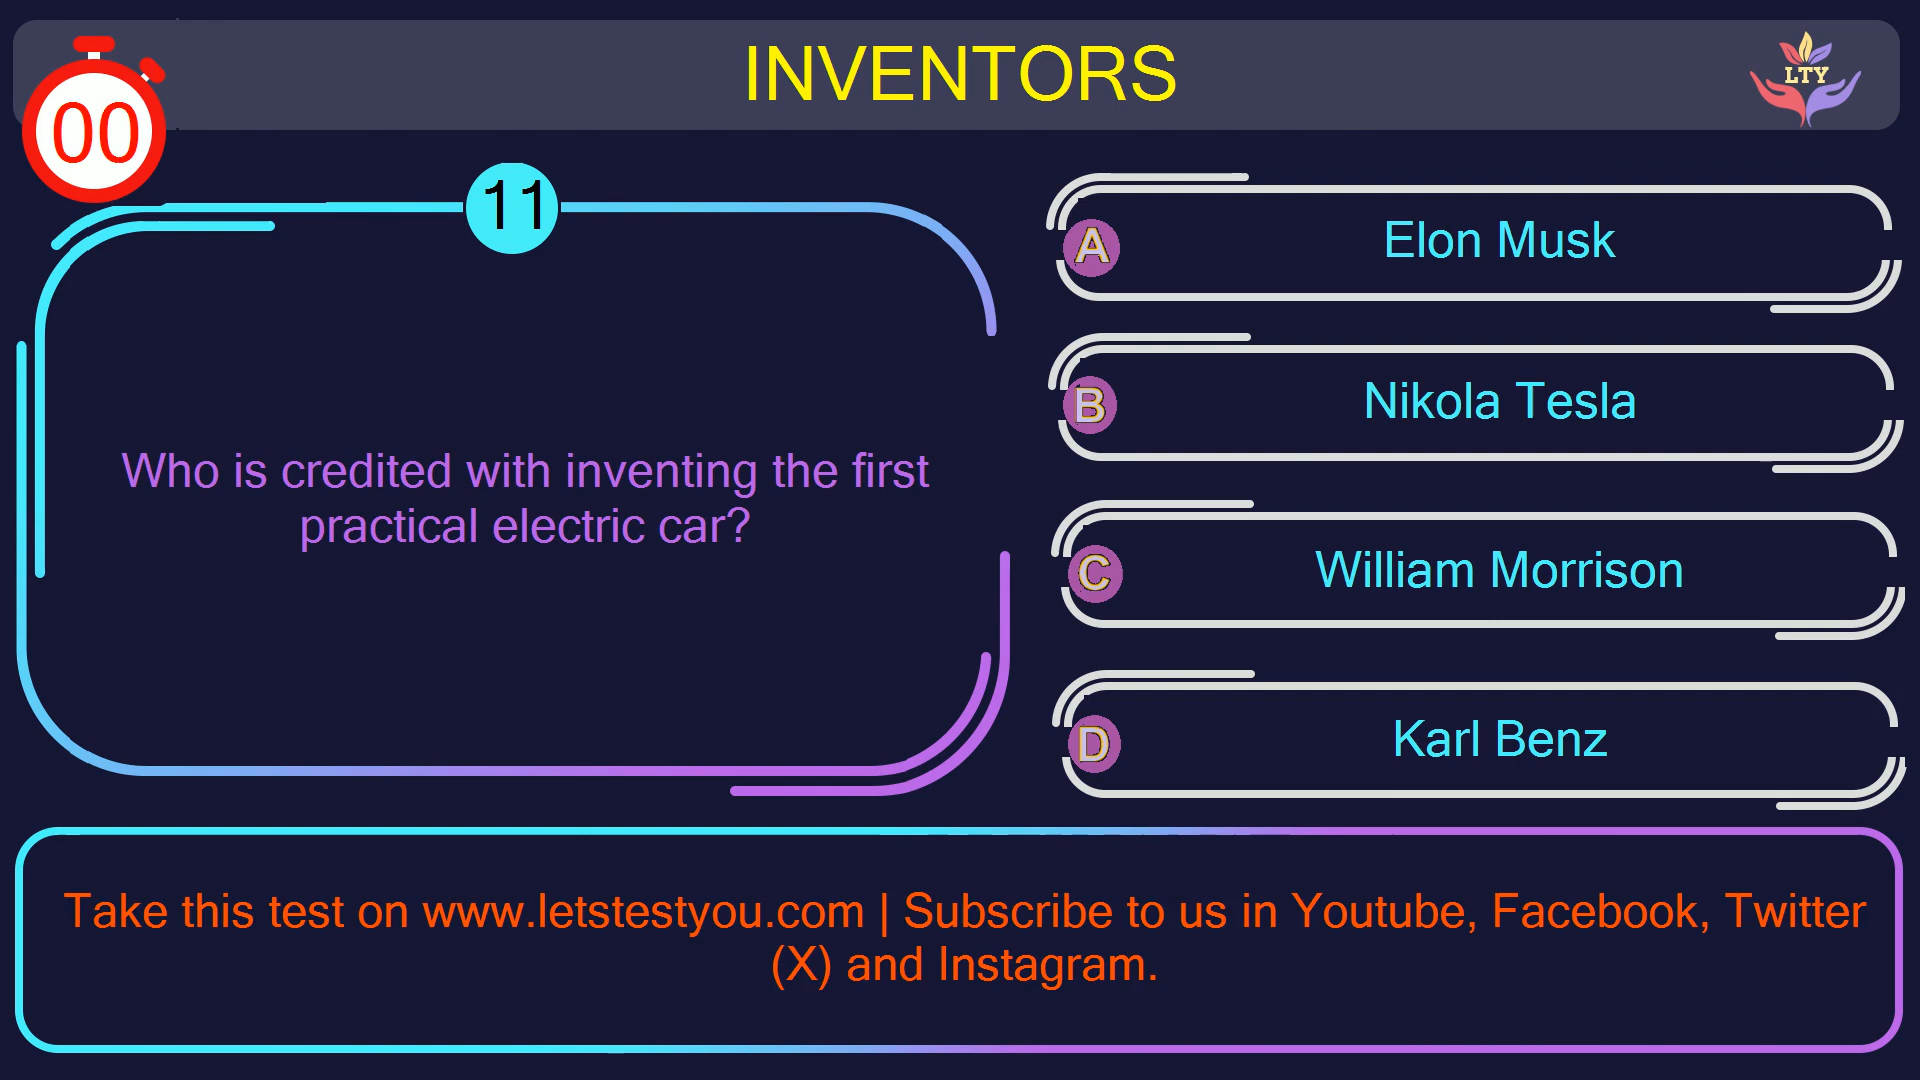 INVENTORS
LTY
00
11
Who is credited with inventing the first
practical electric car?
A
Elon Musk
B
Nikola Tesla
C
William Morrison
D
Karl Benz
Take this test on www.letstestyou.com | Subscribe to us in Youtube, Facebook, Twitter
(X) and Instagram.